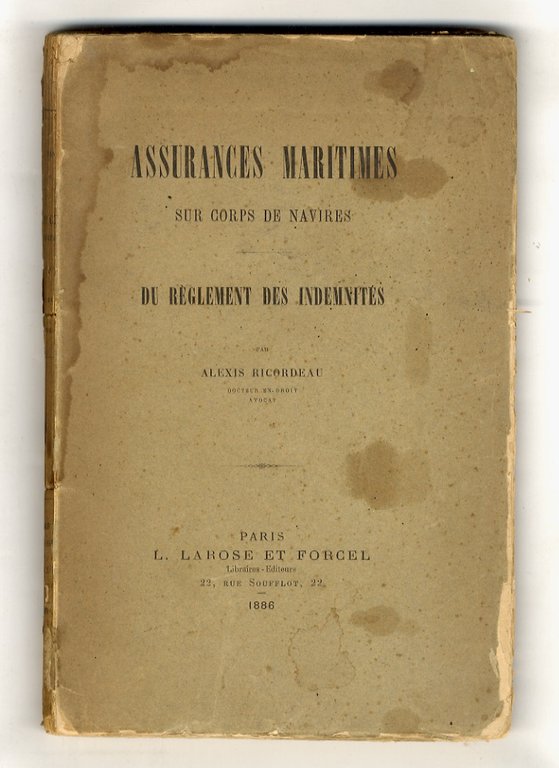 ASSURANCES MARITIMES
SUR CORPS DE NAVIRES
DU RÈGLEMENT DES INDEMNITÉS
PAR
ALEXIS RICORDEAU
DOCTEUR EN DROIT
AVOCAT
PARIS
L. LAROSE ET FORCEL
Libraires-Editeurs
22, RUE SOUFFLOT, 22
1886